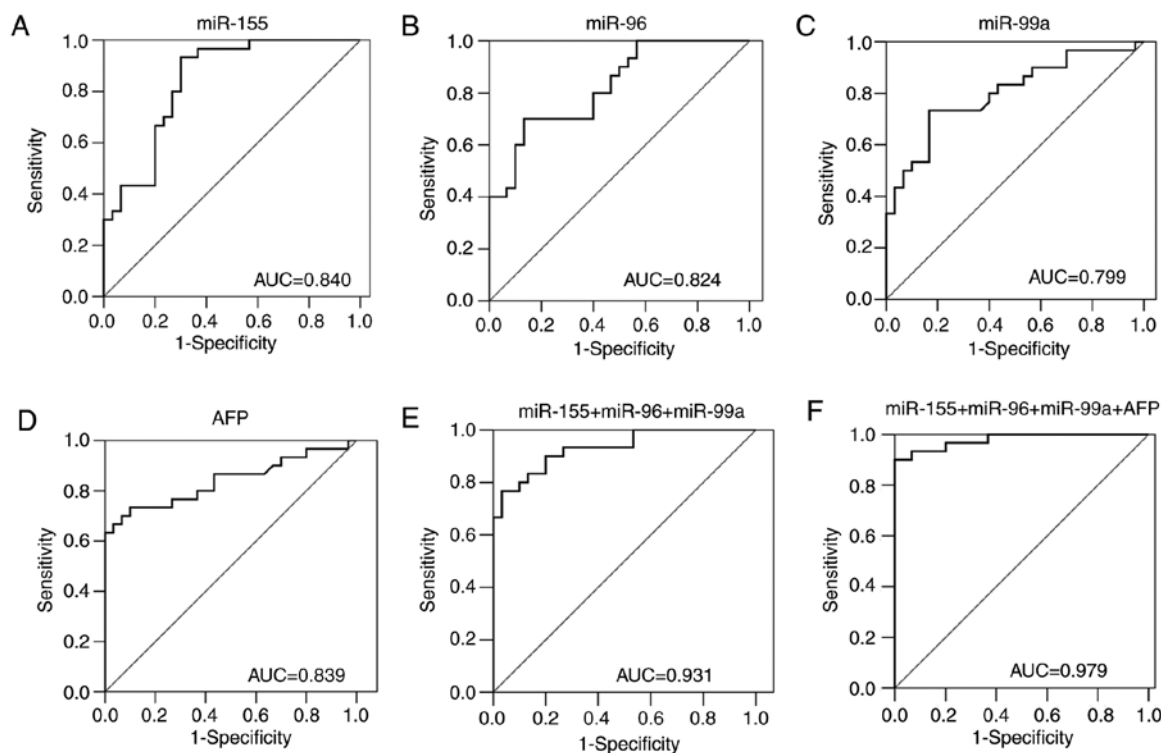 A
miR-155
1.0
0.8
0.6
0.4
0.2
0.0
Sensitivity
AUC=0.840
0.0 0.2 0.4 0.6 0.8 1.0
1-Specificity
B
miR-96
1.0
0.8
0.6
0.4
0.2
0.0
Sensitivity
AUC=0.824
0.0 0.2 0.4 0.6 0.8 1.0
1-Specificity
C
miR-99a
1.0
0.8
0.6
0.4
0.2
0.0
Sensitivity
AUC=0.799
0.0 0.2 0.4 0.6 0.8 1.0
1-Specificity
D
AFP
1.0
0.8
0.6
0.4
0.2
0.0
Sensitivity
AUC=0.839
0.0 0.2 0.4 0.6 0.8 1.0
1-Specificity
E
miR-155+miR-96+miR-99a
1.0
0.8
0.6
0.4
0.2
0.0
Sensitivity
AUC=0.931
0.0 0.2 0.4 0.6 0.8 1.0
1-Specificity
F
miR-155+miR-96+miR-99a+AFP
1.0
0.8
0.6
0.4
0.2
0.0
Sensitivity
AUC=0.979
0.0 0.2 0.4 0.6 0.8 1.0
1-Specificity